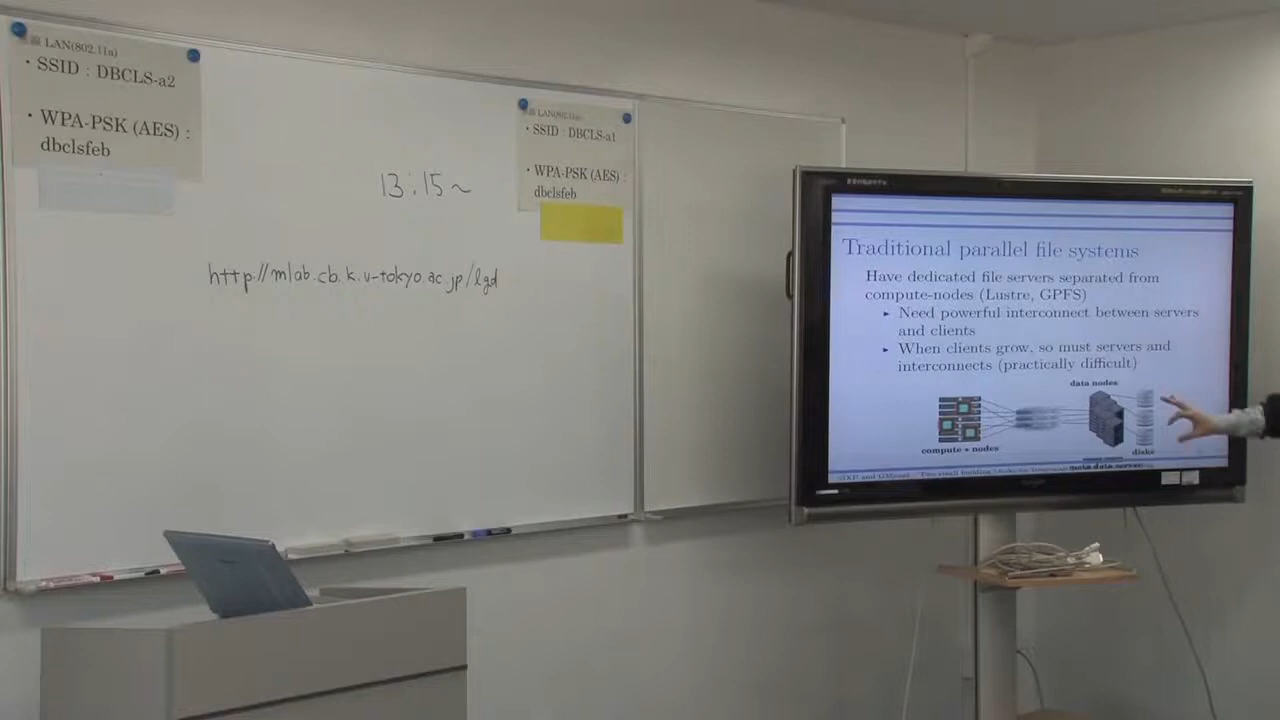 LAN(802.11a)
・SSID : DBCLS-a2
・WPA-PSK (AES) :
dbclsfeb
13:15~
http://mlab.cb.k.u-tokyo.ac.jp/lgd
・SSID : DBCLS-a1
・WPA-PSK (AES) :
dbclsfeb
Traditional parallel file systems
Have dedicated file servers separated from
compute-nodes (Lustre, GPFS)
► Need powerful interconnect between servers
and clients
► When clients grow, so must servers and
interconnects (practically difficult)
data nodes
compute nodes
disks
meta data server